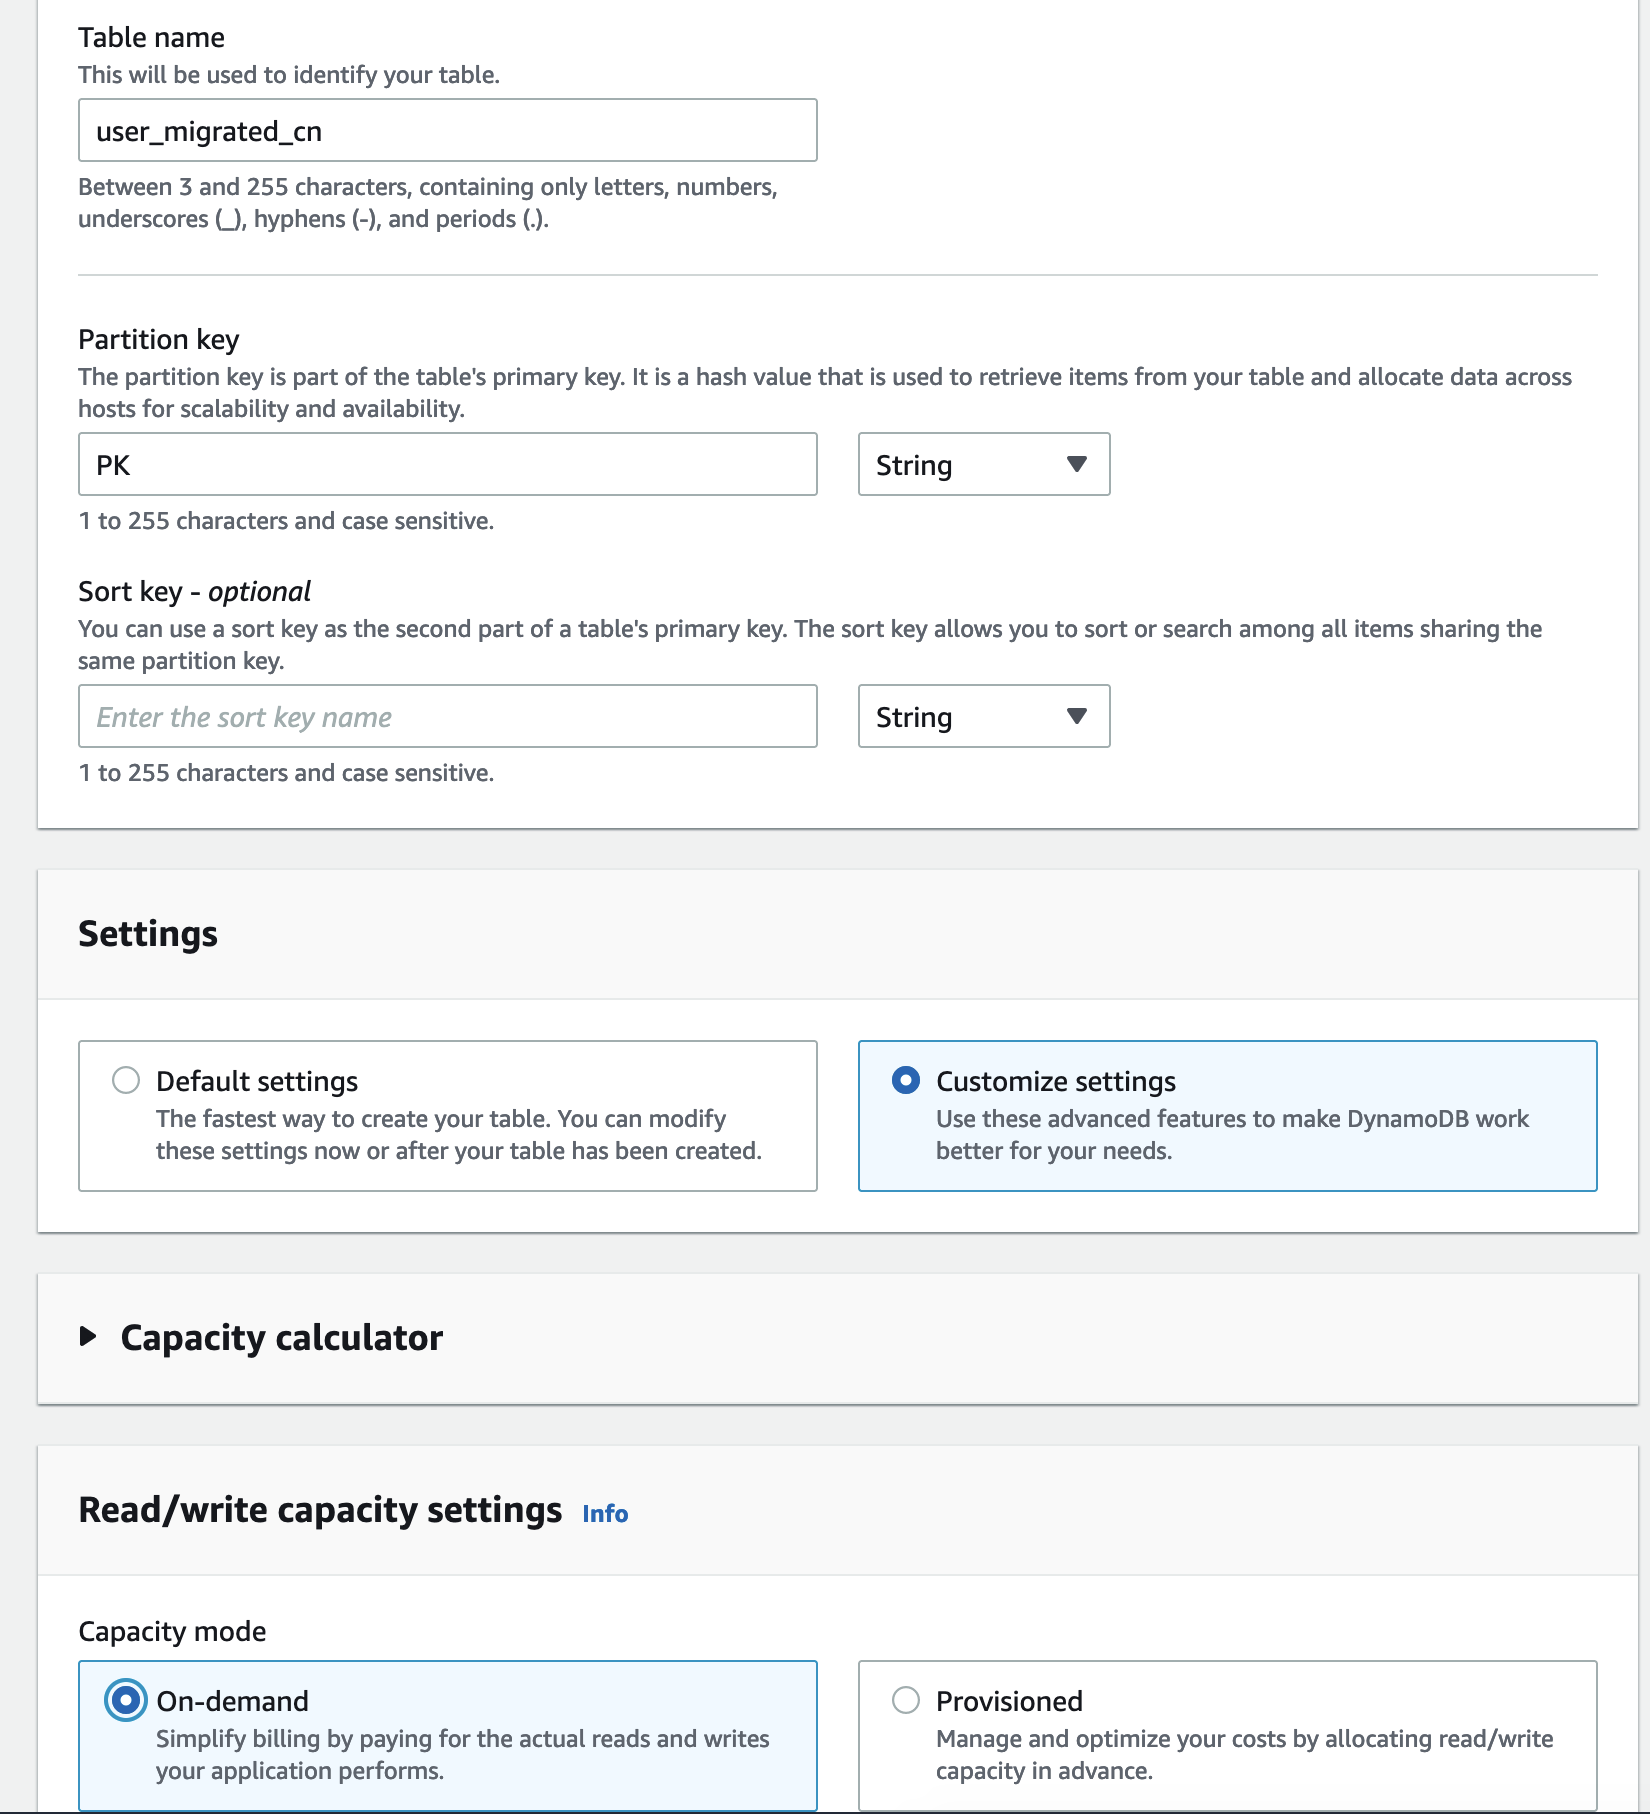 Table name
This will be used to identify your table.
user_migrated_cn
Between 3 and 255 characters, containing only letters, numbers,
underscores (_), hyphens (-), and periods (.).
Partition key
The partition key is part of the table's primary key. It is a hash value that is used to retrieve items from your table and allocate data across
hosts for scalability and availability.
PK
String
1 to 255 characters and case sensitive.
Sort key - optional
You can use a sort key as the second part of a table's primary key. The sort key allows you to sort or search among all items sharing the
same partition key.
Enter the sort key name
String
1 to 255 characters and case sensitive.
Settings
Default settings
The fastest way to create your table. You can modify
these settings now or after your table has been created.
Customize settings
Use these advanced features to make DynamoDB work
better for your needs.
Capacity calculator
Read/write capacity settings Info
Capacity mode
On-demand
Simplify billing by paying for the actual reads and writes
your application performs.
Provisioned
Manage and optimize your costs by allocating read/write
capacity in advance.